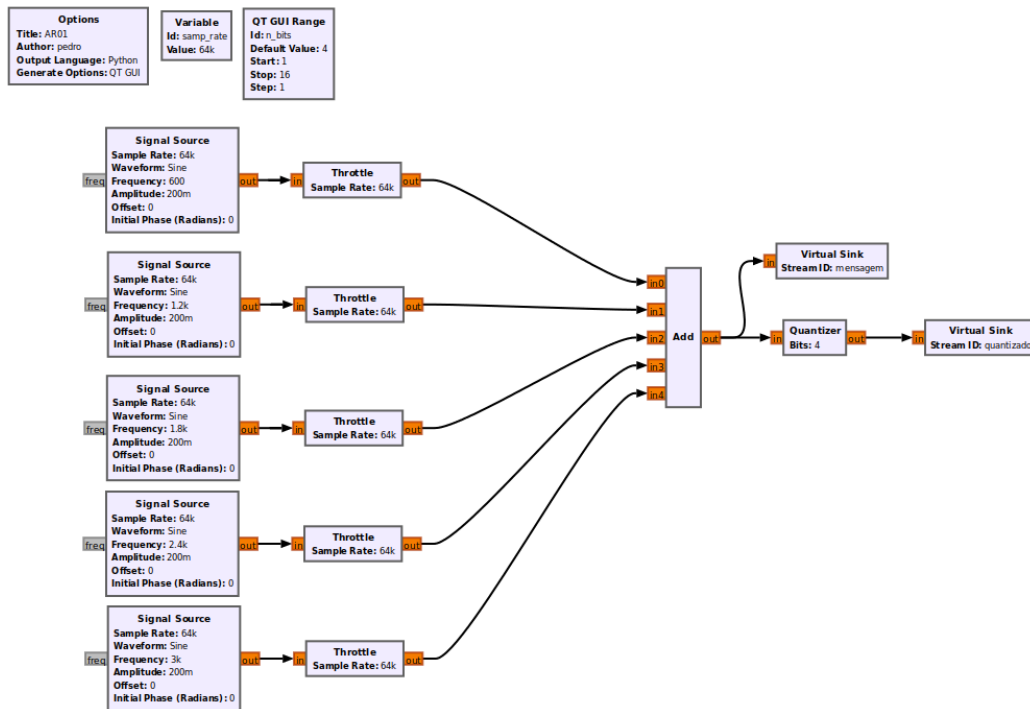 Options
Title: AR01
Author: pedro
Output Language: Python
Generate Options: QT GUI
Variable
Id: samp_rate
Value: 64k
QT GUI Range
Id: n_bits
Default Value: 4
Start: 1
Stop: 16
Step: 1
Signal Source
Sample Rate: 64k
Waveform: Sine
Frequency: 600
Amplitude: 200m
Offset: 0
Initial Phase (Radians): 0
freq
out
in
Throttle
Sample Rate: 64k
out
Signal Source
Sample Rate: 64k
Waveform: Sine
Frequency: 1.2k
Amplitude: 200m
Offset: 0
Initial Phase (Radians): 0
freq
out
in
Throttle
Sample Rate: 64k
out
Signal Source
Sample Rate: 64k
Waveform: Sine
Frequency: 1.8k
Amplitude: 200m
Offset: 0
Initial Phase (Radians): 0
freq
out
in
Throttle
Sample Rate: 64k
out
Signal Source
Sample Rate: 64k
Waveform: Sine
Frequency: 2.4k
Amplitude: 200m
Offset: 0
Initial Phase (Radians): 0
freq
out
in
Throttle
Sample Rate: 64k
out
Signal Source
Sample Rate: 64k
Waveform: Sine
Frequency: 3k
Amplitude: 200m
Offset: 0
Initial Phase (Radians): 0
freq
out
in
Throttle
Sample Rate: 64k
out
in0
in1
in2
in3
in4
Add
out
in
Virtual Sink
Stream ID: mensagem
in
Quantizer
Bits: 4
out
in
Virtual Sink
Stream ID: quantizado